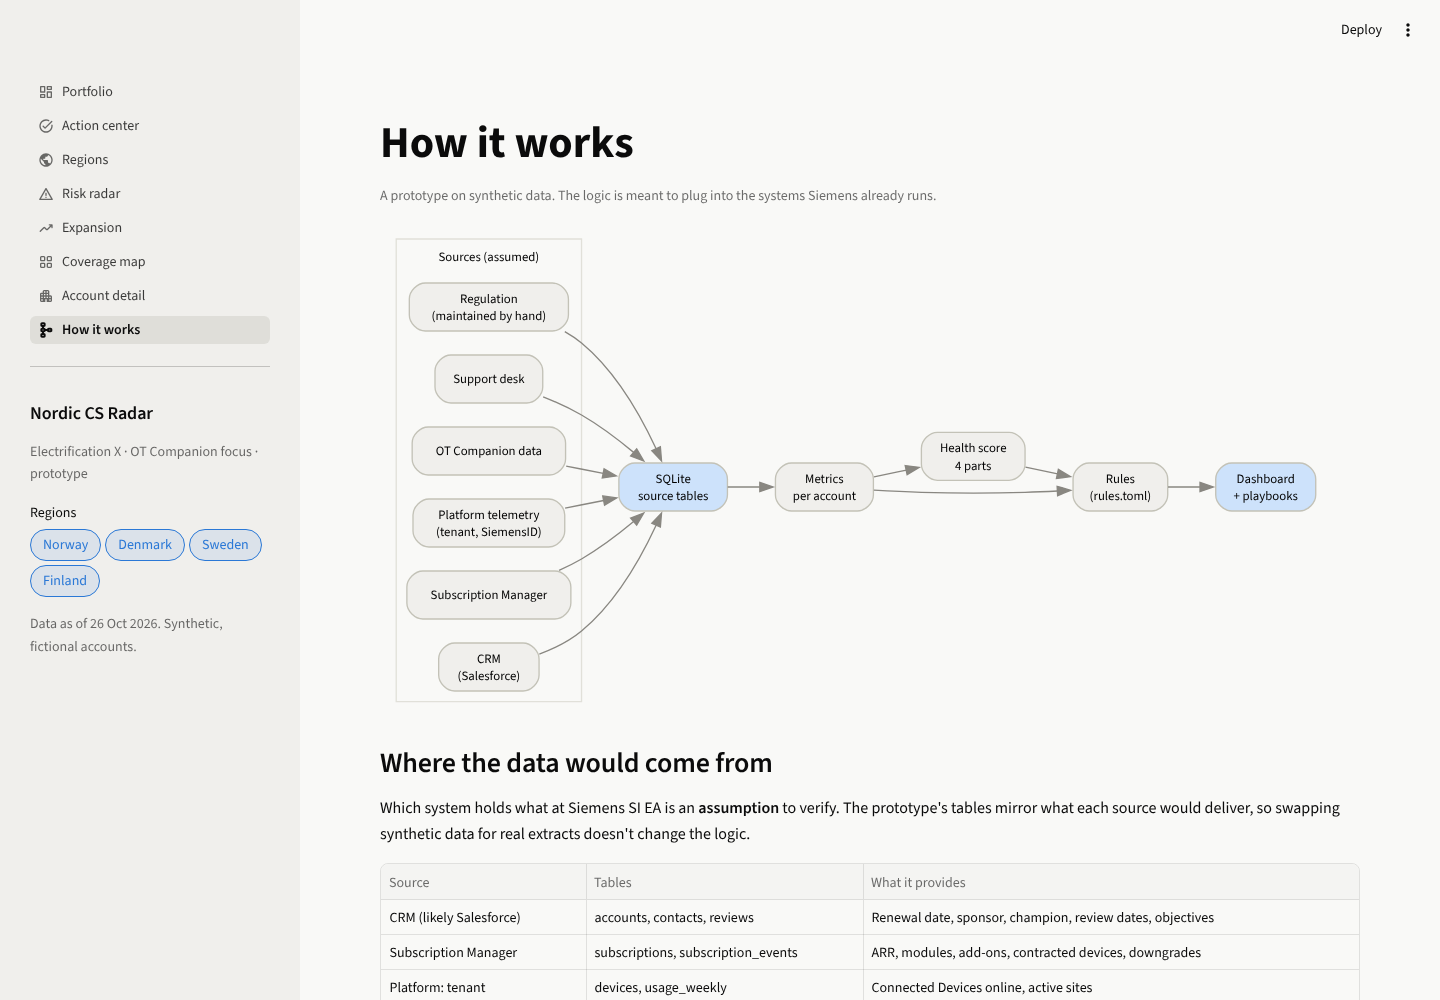 Deploy
Portfolio
Action center
Regions
Risk radar
Expansion
Coverage map
Account detail
How it works
Nordic CS Radar
Electrification X · OT Companion focus ·
prototype
Regions
Norway
Denmark
Sweden
Finland
Data as of 26 Oct 2026. Synthetic,
fictional accounts.
How it works
A prototype on synthetic data. The logic is meant to plug into the systems Siemens already runs.
Sources (assumed)
Regulation
(maintained by hand)
Support desk
OT Companion data
Platform telemetry
(tenant, SiemensID)
Subscription Manager
CRM
(Salesforce)
SQLite
source tables
Metrics
per account
Health score
4 parts
Rules
(rules.toml)
Dashboard
+ playbooks
Where the data would come from
Which system holds what at Siemens SI EA is an assumption to verify. The prototype's tables mirror what each source would deliver, so swapping
synthetic data for real extracts doesn't change the logic.
Source Tables What it provides
CRM (likely Salesforce) accounts, contacts, reviews Renewal date, sponsor, champion, review dates, objectives
Subscription Manager subscriptions, subscription_events ARR, modules, add-ons, contracted devices, downgrades
Platform: tenant devices, usage_weekly Connected Devices online, active sites